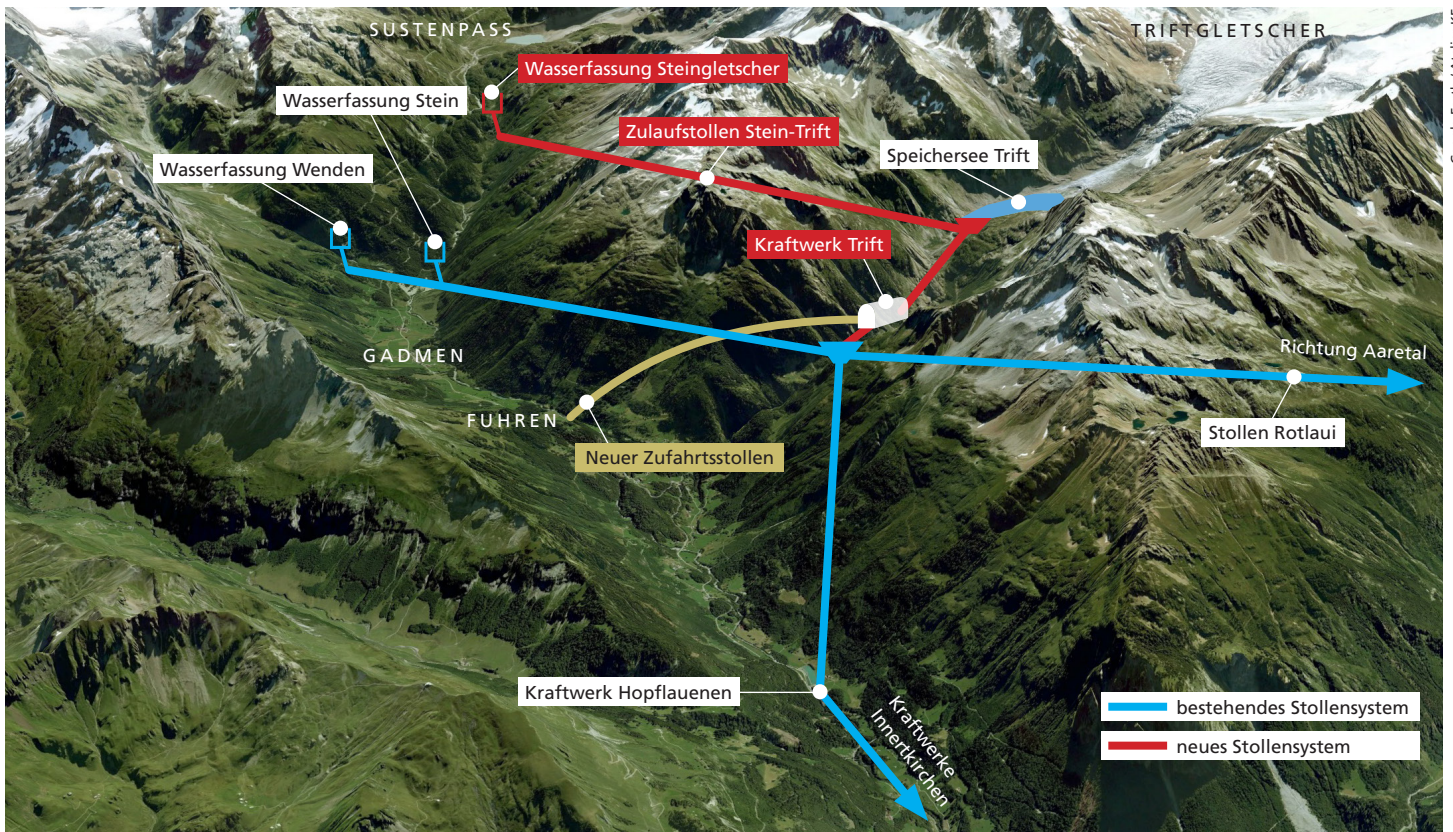 SUSTENPASS
TRIFTGLETSCHER
Wasserfassung Steingletscher
Wasserfassung Stein
Zulaufstollen Stein-Trift
Speichersee Trift
Wasserfassung Wenden
Kraftwerk Trift
GADMEN
Richtung Aaretal
FUHREN
Stollen Rotlaui
Neuer Zufahrtsstollen
Kraftwerk Hopflauenen
Kraftwerke
Innertkirchen
bestehendes Stollensystem
neues Stollensystem